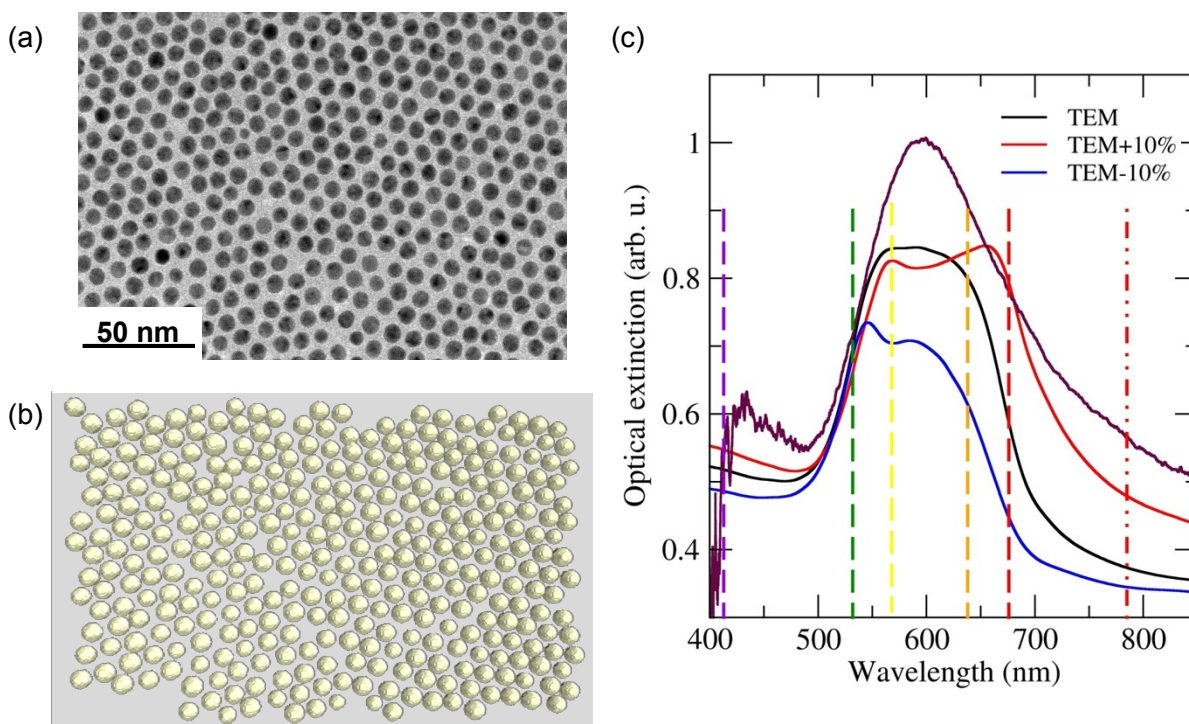 (a)
50 nm
(b)
(c)
TEM
TEM+10%
TEM-10%
1
0.8
0.6
0.4
Optical extinction (arb. u.)
400 500 600 700 800
Wavelength (nm)